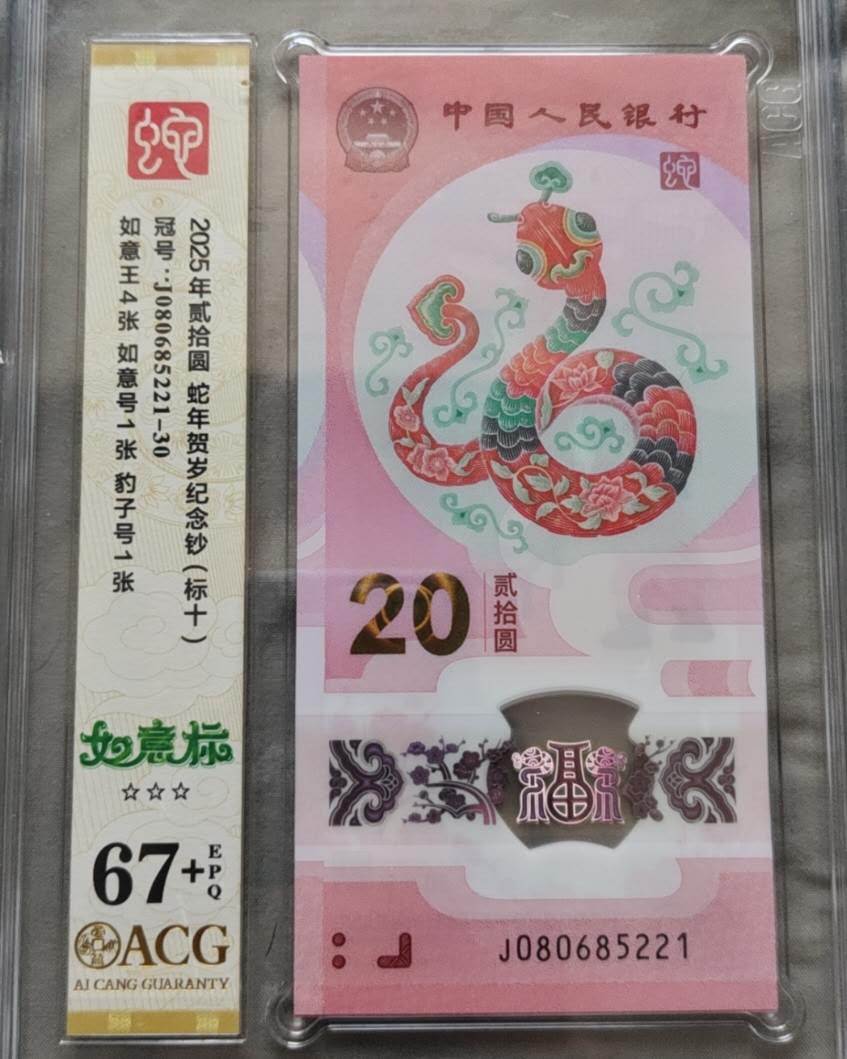 蛇
2025年贰拾圆 蛇年贺岁纪念钞(标十)
冠号:J080685221-30
如意王4张 如意号1张 豹子号1张
如意标
☆☆☆
67+EPQ
ACG
AI CANG GUARANTY
中国人民银行
蛇
20 贰拾圆
福
J080685221
ACG